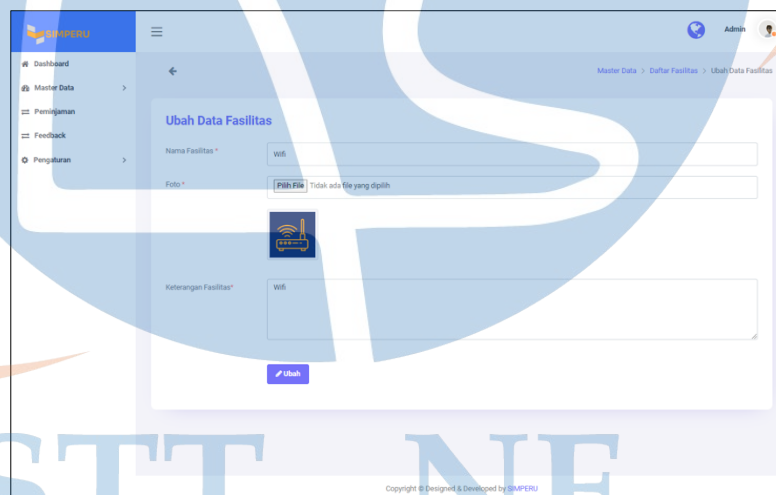 SIMPERU
Admin
Dashboard
Master Data >
Peminjaman
Feedback
Pengaturan >
Master Data > Daftar Fasilitas > Ubah Data Fasilitas
Ubah Data Fasilitas
Nama Fasilitas * Wifi
Foto * Pilih File Tidak ada file yang dipilih
Keterangan Fasilitas* Wifi
Ubah
STT NF
Copyright © Designed & Developed by SIMPERU